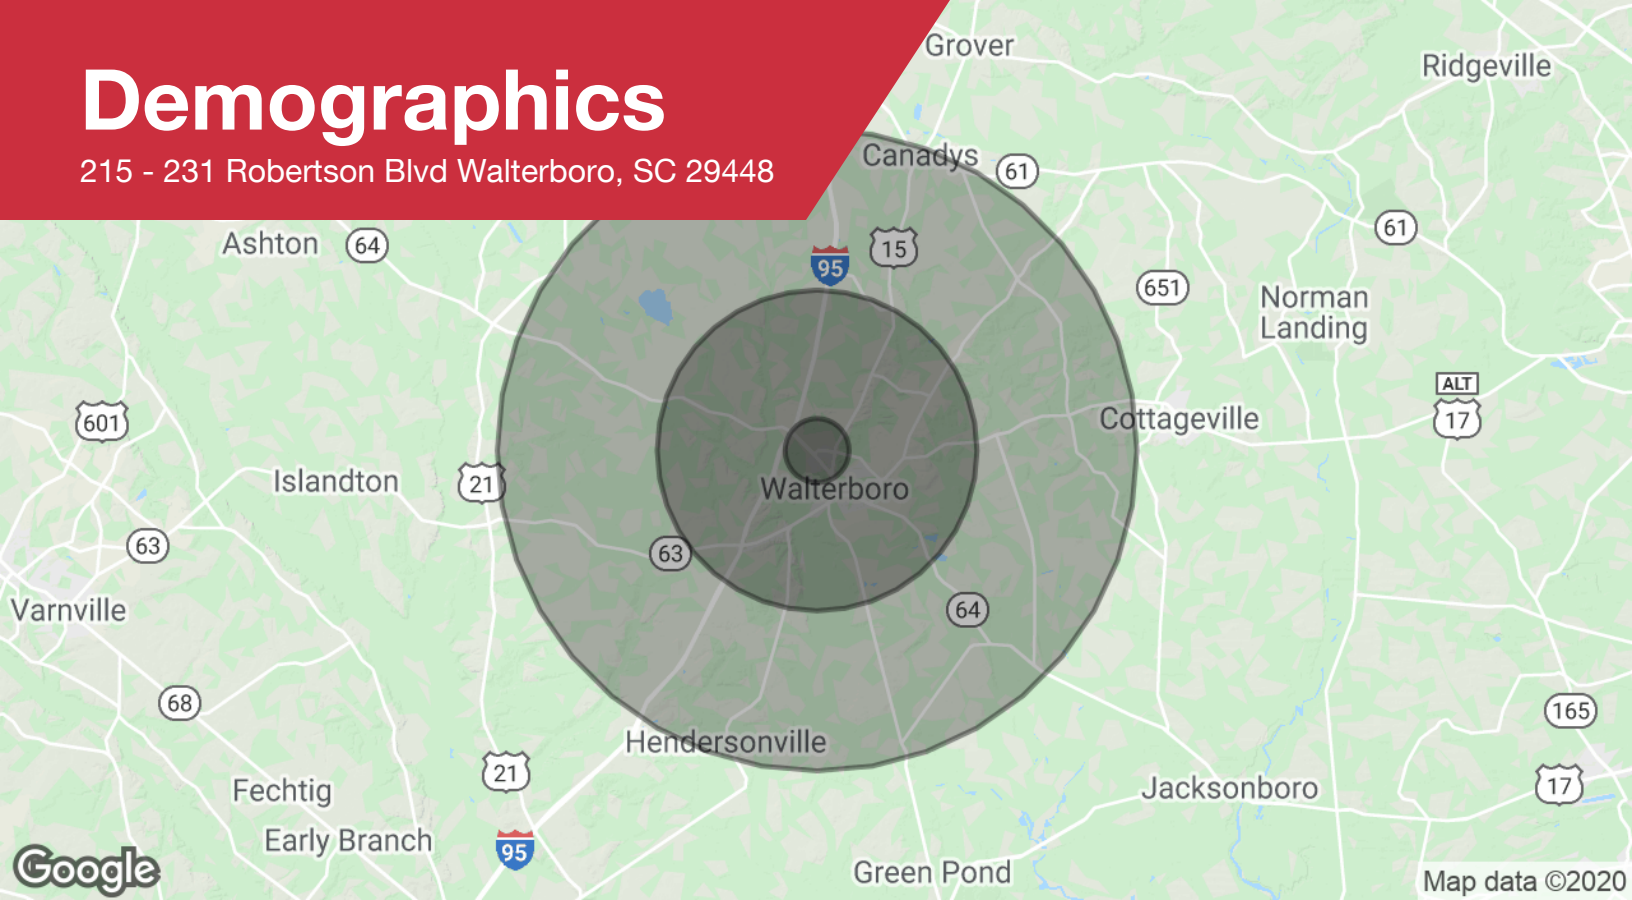 Demographics
215 - 231 Robertson Blvd Walterboro, SC 29448
Grover
Ridgeville
Canadys
61
61
Ashton
64
15
95
651
Norman
Landing
ALT
17
601
Cottageville
Islandton
21
Walterboro
63
63
64
Varnville
68
165
Hendersonville
21
17
Fechtig
Jacksonboro
Early Branch
95
Green Pond
Google
Map data ©2020